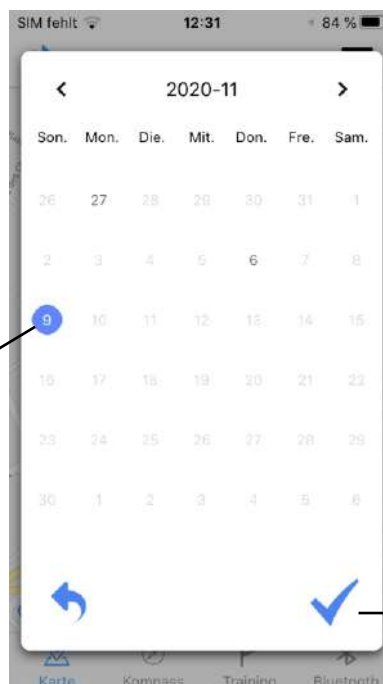 SIM fehlt 12:31 84 %
2020-11
Son. Mon. Die. Mit. Don. Fre. Sam.
26 27 28 29 30 31 1
2 3 4 5 6 7 8
9 10 11 12 13 14 15
16 17 18 19 20 21 22
23 24 25 26 27 28 29
30 1 2 3 4 5 6
Karte Kompass Training Bluetooth